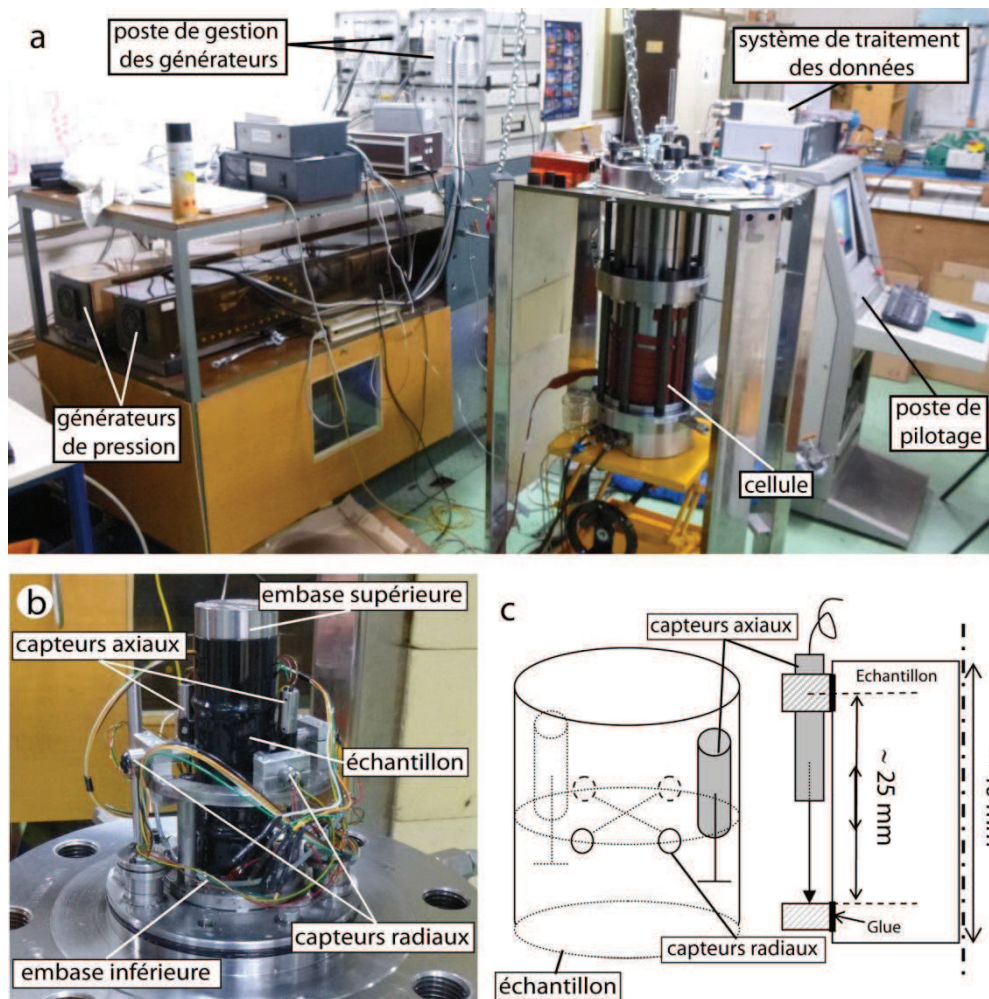 a
poste de gestion
des générateurs
système de traitement
des données
générateurs
de pression
poste de
pilotage
cellule
b
embase supérieure
capteurs axiaux
échantillon
capteurs radiaux
embase inférieure
c
capteurs axiaux
Echantillon
~ 25 mm
Glue
capteurs radiaux
échantillon